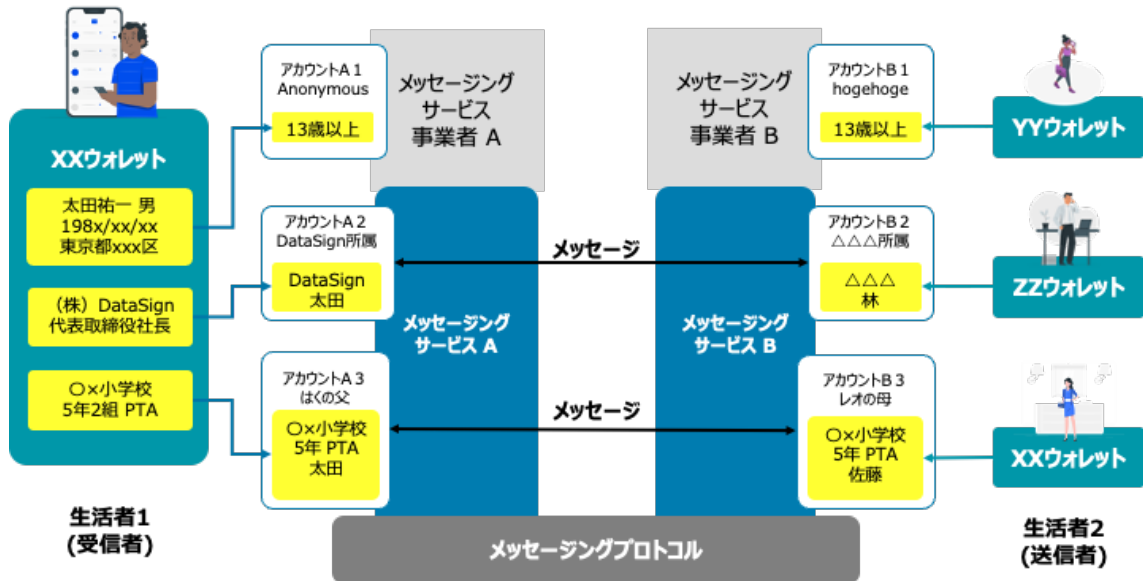 XXウォレット
太田祐一 男
198x/xx/xx
東京都xxx区
(株)DataSign
代表取締役社長
〇×小学校
5年2組 PTA
生活者1
(受信者)
アカウントA 1
Anonymous
13歳以上
アカウントA 2
DataSign所属
DataSign
太田
アカウントA 3
はくの父
〇×小学校
5年 PTA
太田
メッセージング
サービス
事業者 A
メッセージング
サービス A
メッセージ
メッセージ
メッセージング
サービス
事業者 B
メッセージング
サービス B
アカウントB 1
hogehoge
13歳以上
アカウントB 2
△△△所属
△△△
林
アカウントB 3
レオの母
〇×小学校
5年 PTA
佐藤
YYウォレット
ZZウォレット
XXウォレット
生活者2
(送信者)
メッセージングプロトコル